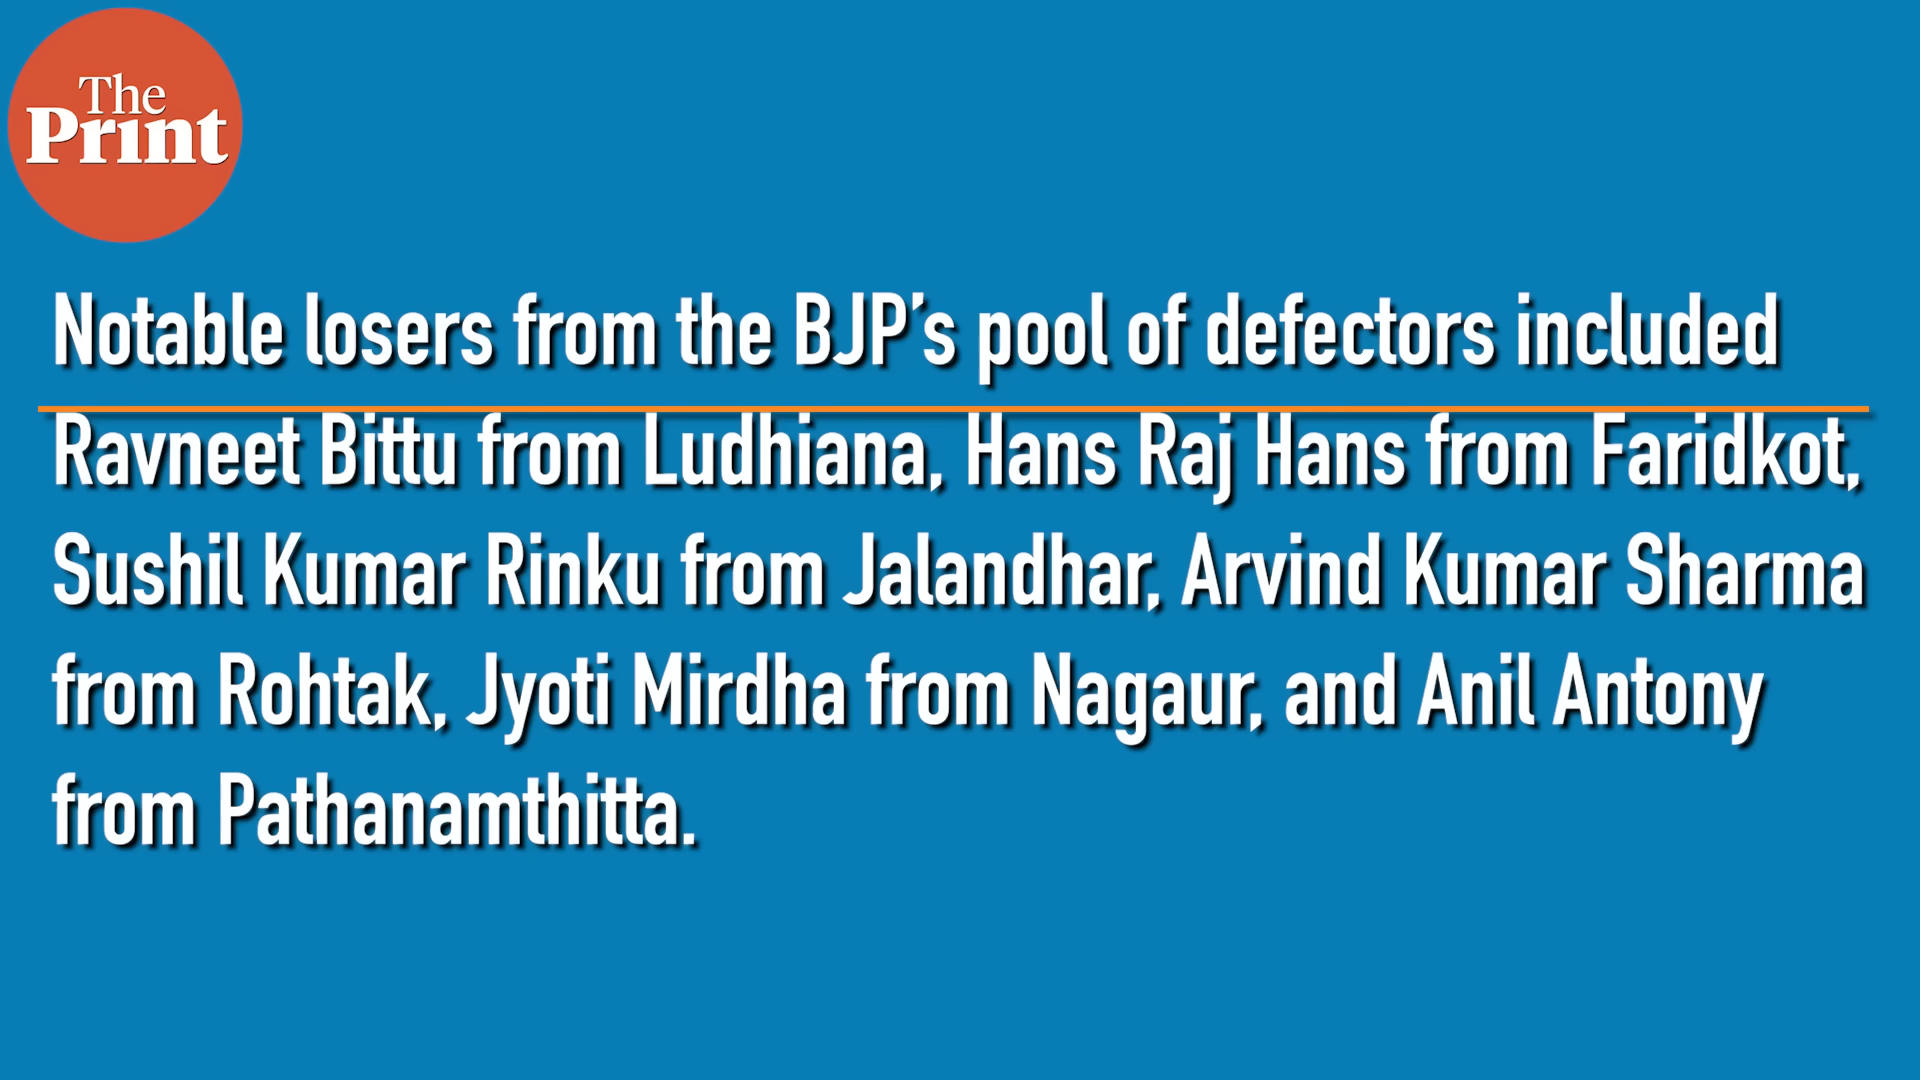 The
Print
Notable losers from the BJP’s pool of defectors included
Ravneet Bittu from Ludhiana, Hans Raj Hans from Faridkot,
Sushil Kumar Rinku from Jalandhar, Arvind Kumar Sharma
from Rohtak, Jyoti Mirdha from Nagaur, and Anil Antony
from Pathanamthitta.